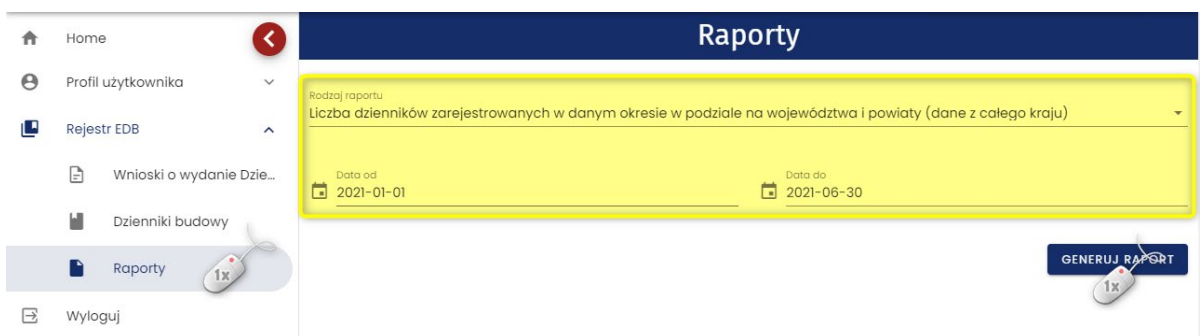 Home
Raporty
Profil użytkownika
Rodzaj raportu
Liczba dzienników zarejestrowanych w danym okresie w podziale na województwa i powiaty (dane z całego kraju)
Rejestr EDB
Wnioski o wydanie Dzie...
Data od
2021-01-01
Data do
2021-06-30
Dzienniki budowy
Raporty
1x
GENERUJ RAPORT
1x
Wyloguj